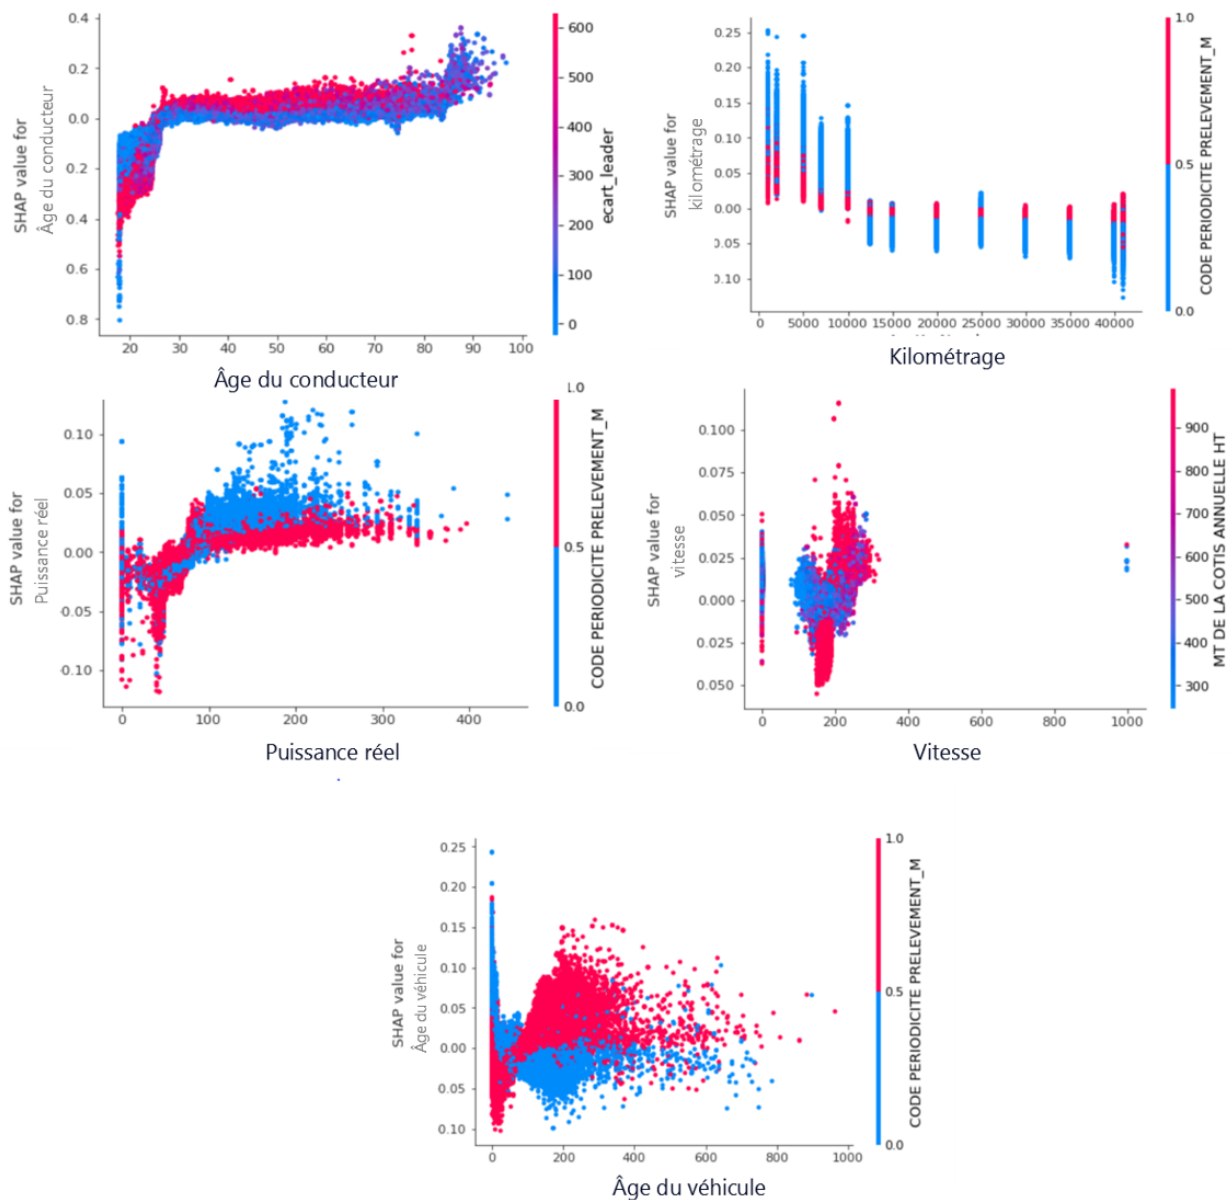 0.4
0.2
0.0
0.2
0.4
0.6
0.8
SHAP value for
Âge du conducteur
20 30 40 50 60 70 80 90 100
Âge du conducteur
600
500
400
300
200
100
0
ecart_leader
0.25
0.20
0.15
0.10
0.05
0.00
0.05
0.10
SHAP value for
kilométrage
0 5000 10000 15000 20000 25000 30000 35000 40000
Kilométrage
1.0
0.5
0.0
CODE PERIODICITE PRELEVEMENT_M
0.10
0.05
0.00
0.05
0.10
SHAP value for
Puissance réel
0 100 200 300 400
Puissance réel
1.0
0.5
0.0
CODE PERIODICITE PRELEVEMENT_M
0.100
0.075
0.050
0.025
0.000
0.025
0.050
SHAP value for
vitesse
0 200 400 600 800 1000
Vitesse
900
800
700
600
500
400
300
MT DE LA COTIS ANNUELLE HT
0.25
0.20
0.15
0.10
0.05
0.00
0.05
0.10
SHAP value for
Âge du véhicule
0 200 400 600 800 1000
Âge du véhicule
1.0
0.5
0.0
CODE PERIODICITE PRELEVEMENT_M